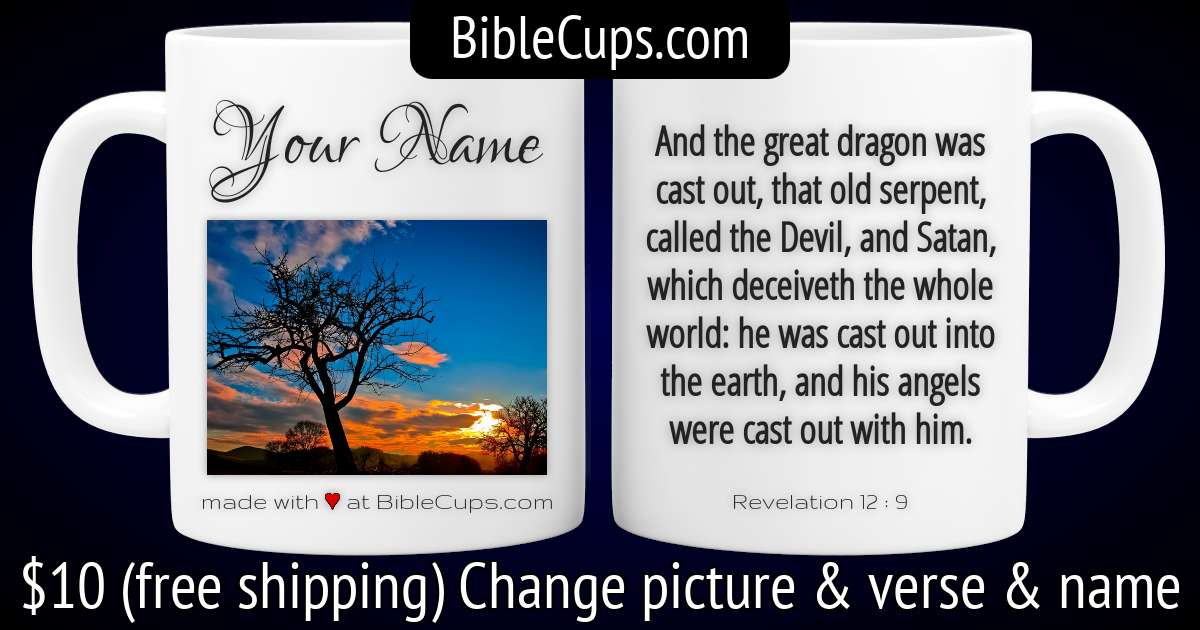 BibleCups.com
Your Name
made with ♥ at BibleCups.com
And the great dragon was
cast out, that old serpent,
called the Devil, and Satan,
which deceiveth the whole
world: he was cast out into
the earth, and his angels
were cast out with him.
Revelation 12 : 9
$10 (free shipping) Change picture & verse & name